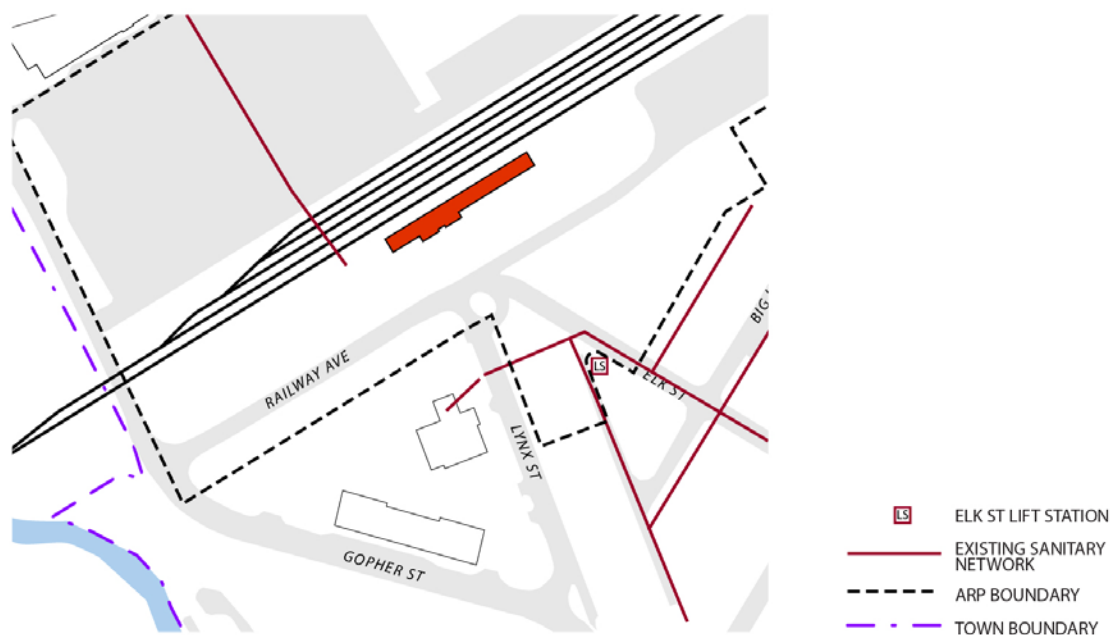 RAILWAY AVE
ELK ST
LYNX ST
GOPHER ST
LS
LS ELK ST LIFT STATION
EXISTING SANITARY
NETWORK
ARP BOUNDARY
TOWN BOUNDARY